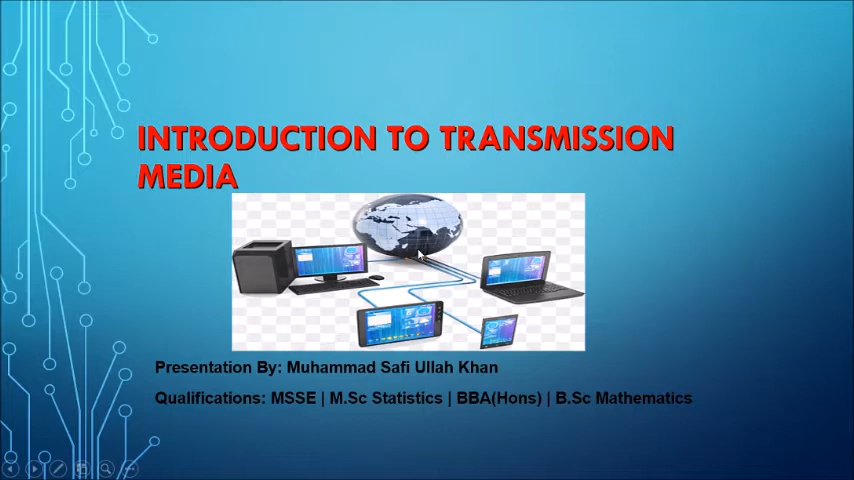 INTRODUCTION TO TRANSMISSION
MEDIA
Presentation By: Muhammad Safi Ullah Khan
Qualifications: MSSE | M.Sc Statistics | BBA(Hons) | B.Sc Mathematics